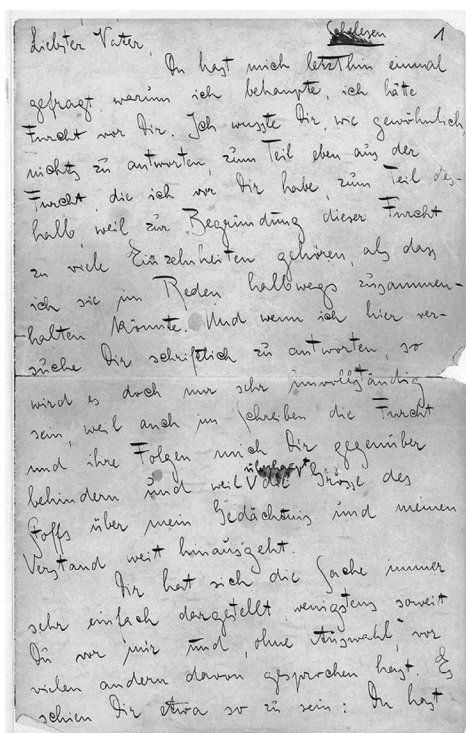 Schelesen 1
Liebster Vater,
Du hast mich letzthin einmal
gefragt, warum ich behaupte, ich hätte
Furcht vor Dir. Ich wusste Dir, wie gewöhnlich,
nichts zu antworten, zum Teil eben aus der
Furcht, die ich vor Dir habe, zum Teil des-
halb, weil zur Begründung dieser Furcht
zu viele Einzelnheiten gehören, als dass
ich sie im Reden halbwegs zusammen-
halten könnte. Und wenn ich hier ver-
suche Dir schriftlich zu antworten, so
wird es doch nur sehr unvollständig
sein, weil auch im Schreiben die Furcht
und ihre Folgen mich Dir gegenüber
behindern und weil überhaupt die Grösse des
Stoffs über mein Gedächtnis und meinen
Verstand weit hinausgeht.
Dir hat sich die Sache immer
sehr einfach dargestellt, wenigstens soweit
Du vor mir und, ohne Auswahl, vor
vielen andern davon gesprochen hast. Es
schien Dir etwa so zu sein: Du hast